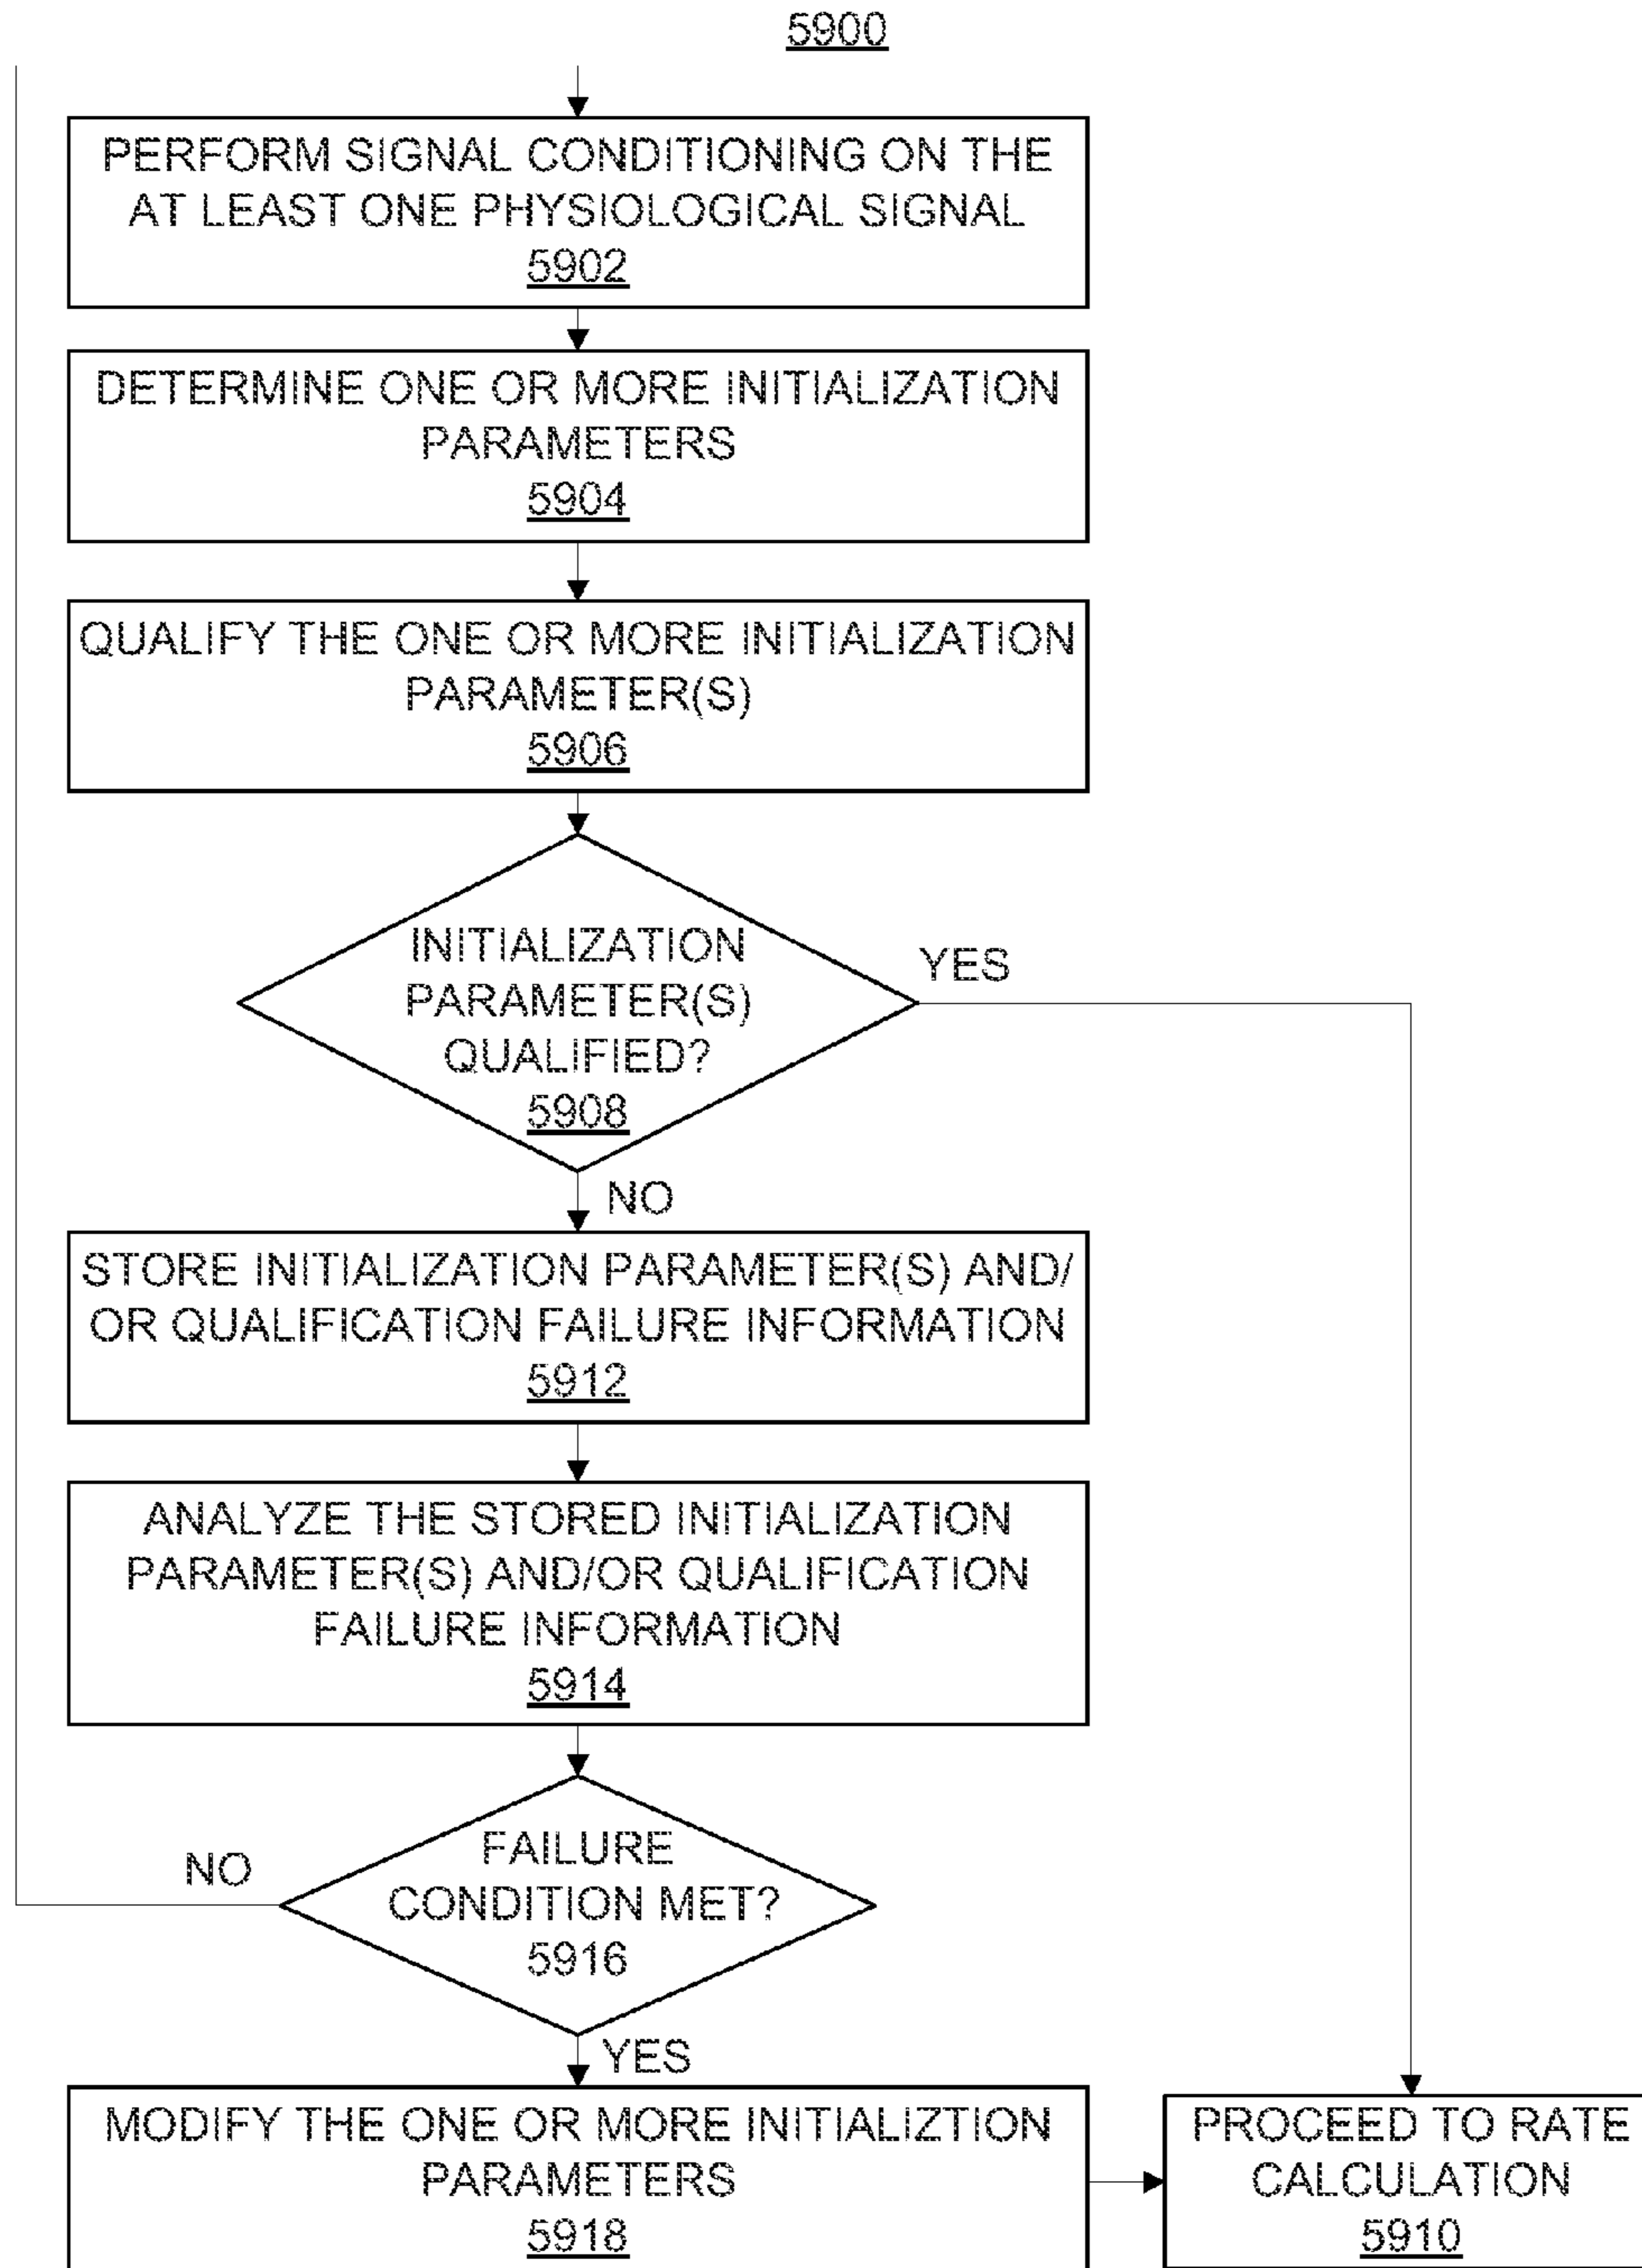 5900
PERFORM SIGNAL CONDITIONING ON THE
AT LEAST ONE PHYSIOLOGICAL SIGNAL
5902
DETERMINE ONE OR MORE INITIALIZATION
PARAMETERS
5904
QUALIFY THE ONE OR MORE INITIALIZATION
PARAMETER(S)
5906
INITIALIZATION
PARAMETER(S)
QUALIFIED?
5908
YES
NO
STORE INITIALIZATION PARAMETER(S) AND/
OR QUALIFICATION FAILURE INFORMATION
5912
ANALYZE THE STORED INITIALIZATION
PARAMETER(S) AND/OR QUALIFICATION
FAILURE INFORMATION
5914
FAILURE
CONDITION MET?
5916
NO
YES
MODIFY THE ONE OR MORE INITIALIZTION
PARAMETERS
5918
PROCEED TO RATE
CALCULATION
5910